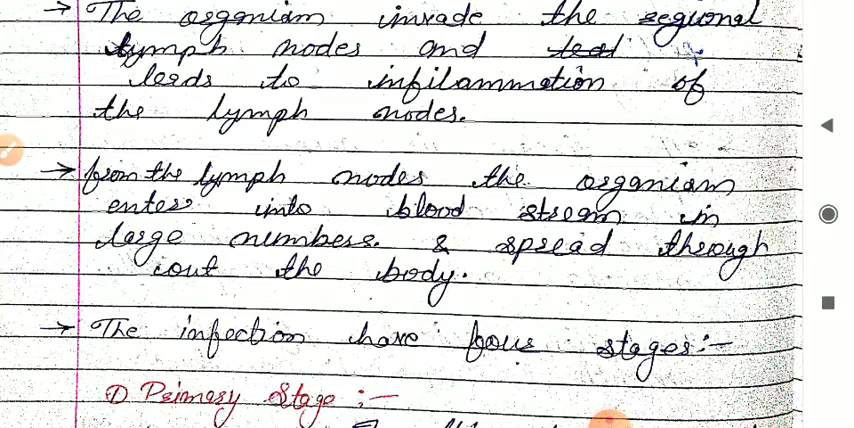 → The organism invade the regional
lymph nodes and
leads to infilammation of
the lymph nodes.
→ from the lymph nodes the organism
enters into blood stream in
large numbers. & spread through
out the body.
→ The infection have four stages:-
① Primary Stage :-